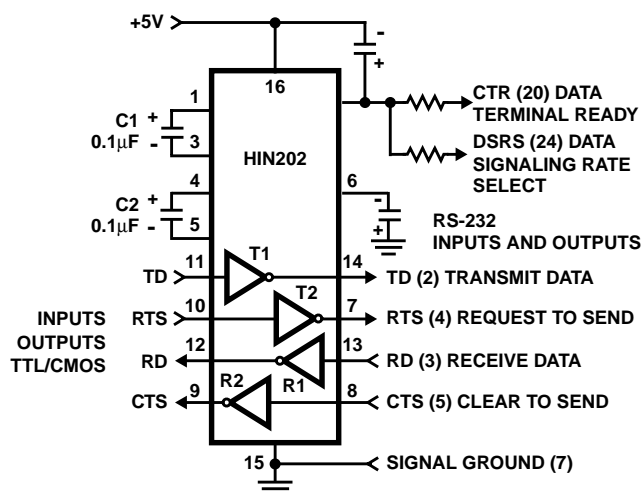 +5V
-
+
16
1
CTR (20) DATA
TERMINAL READY
C1
+
0.1μF
-
3
HIN202
DSRS (24) DATA
SIGNALING RATE
SELECT
4
6
C2
+
0.1μF
-
5
-
+
RS-232
INPUTS AND OUTPUTS
T1
TD
11
14
TD (2) TRANSMIT DATA
T2
INPUTS
OUTPUTS
TTL/CMOS
RTS
10
7
RTS (4) REQUEST TO SEND
RD
12
13
RD (3) RECEIVE DATA
R2
R1
CTS
9
8
CTS (5) CLEAR TO SEND
15
SIGNAL GROUND (7)